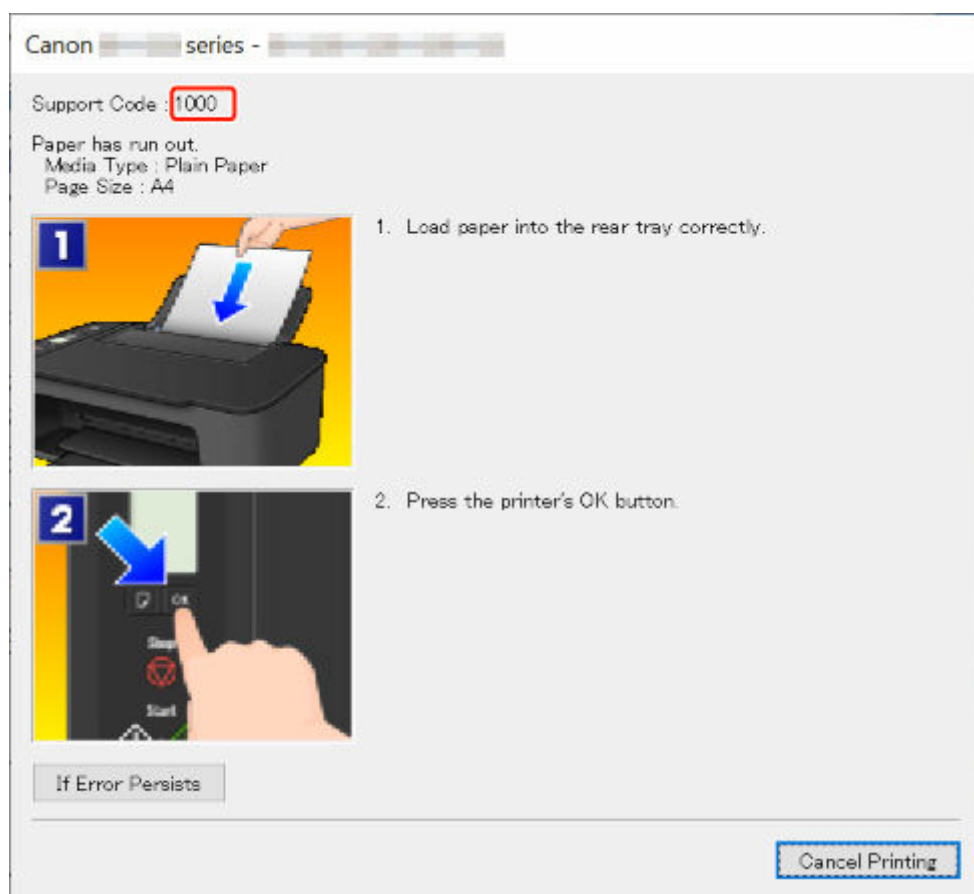 Canon series -
Support Code : 1000
Paper has run out.
Media Type : Plain Paper
Page Size : A4
1
1. Load paper into the rear tray correctly.
2
2. Press the printer's OK button.
OK
Stop
Start
If Error Persists
Cancel Printing